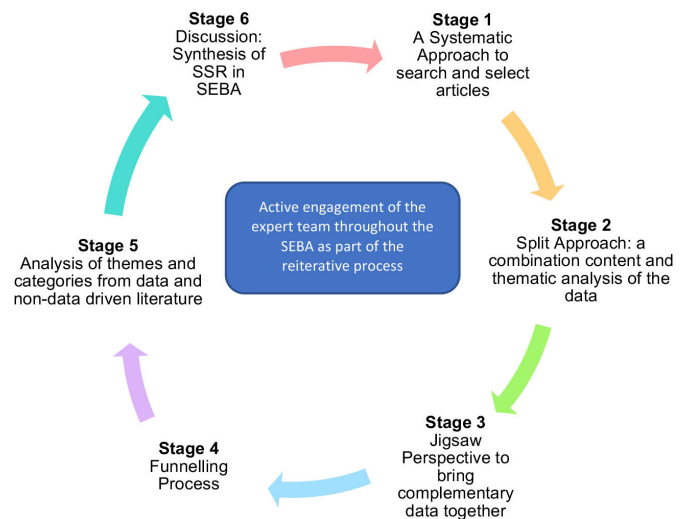 Stage 6
Discussion:
Synthesis of
SSR in
SEBA
Stage 1
A Systematic
Approach to
search and select
articles
Active engagement of the
expert team throughout the
SEBA as part of the
reiterative process
Stage 2
Split Approach: a
combination content and
thematic analysis of the
data
Stage 3
Jigsaw
Perspective to
bring
complementary
data together
Stage 4
Funnelling
Process
Stage 5
Analysis of themes and
categories from data and
non-data driven literature